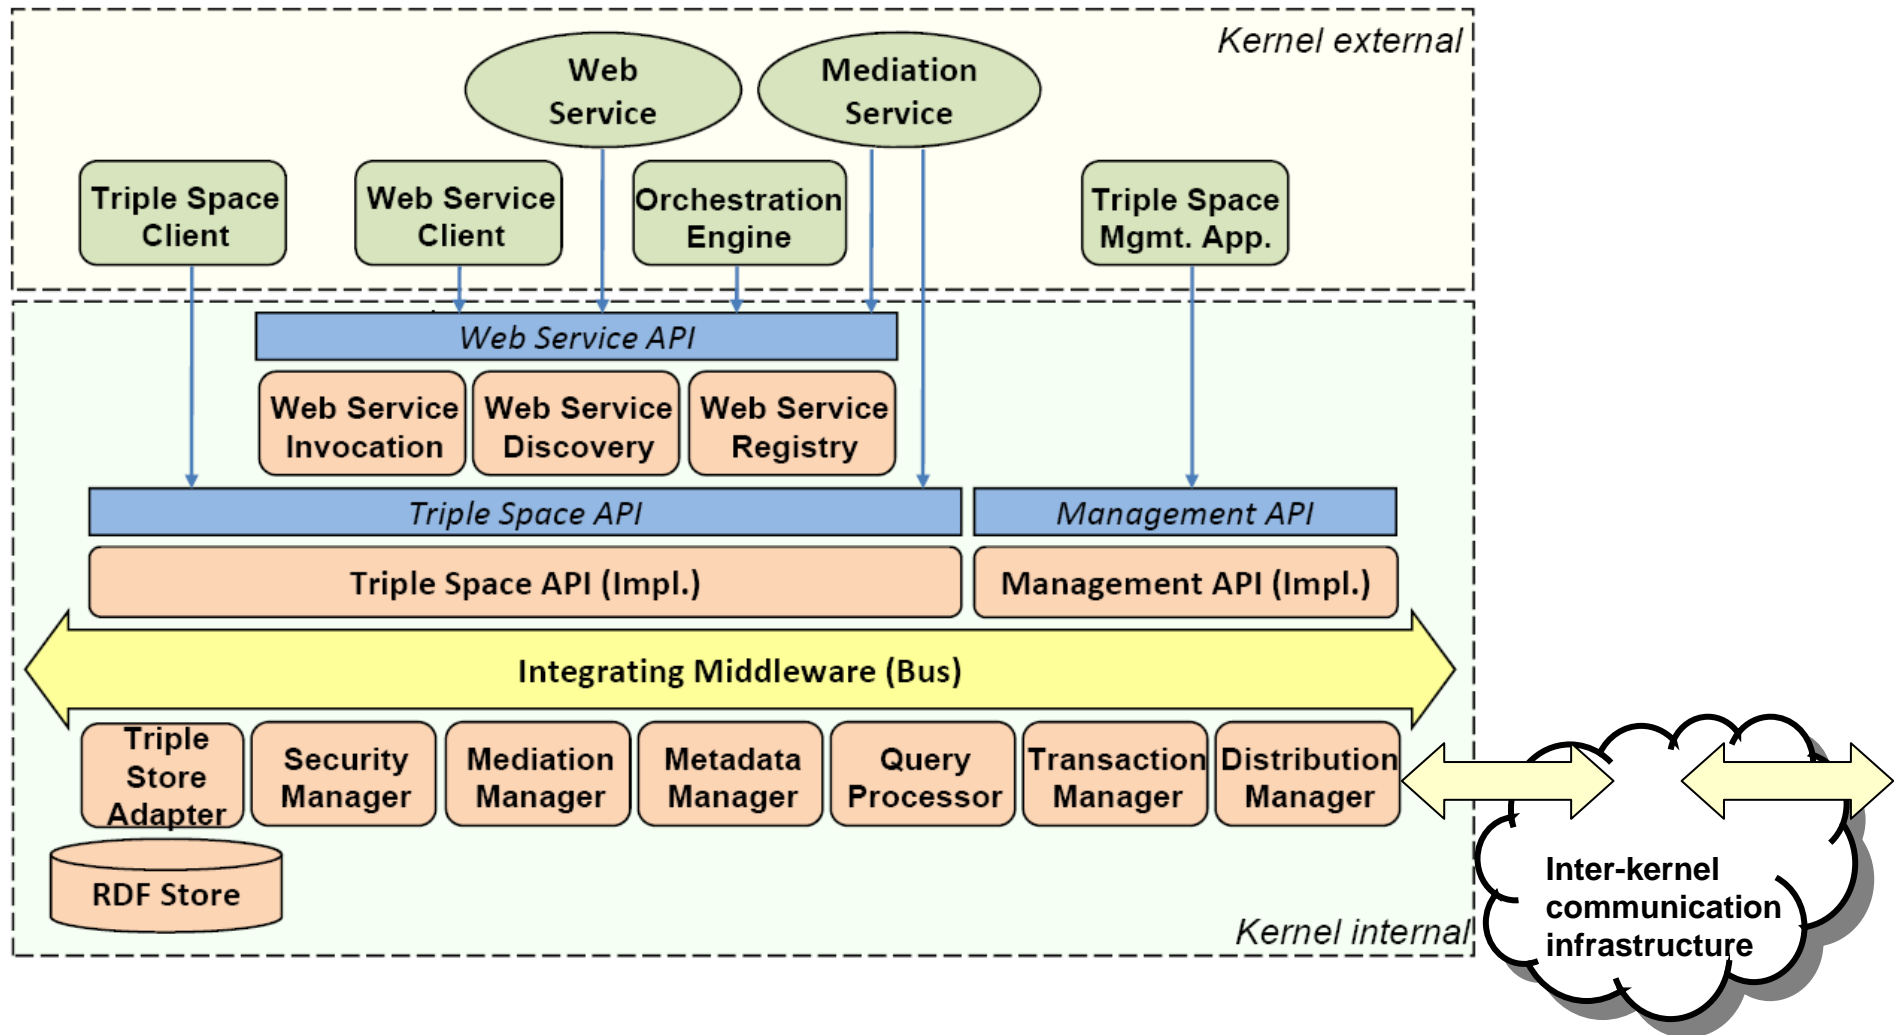 Kernel external
Web
Service
Mediation
Service
Triple Space
Client
Web Service
Client
Orchestration
Engine
Triple Space
Mgmt. App.
Web Service API
Web Service
Invocation
Web Service
Discovery
Web Service
Registry
Triple Space API
Management API
Triple Space API (Impl.)
Management API (Impl.)
Integrating Middleware (Bus)
Triple
Store
Adapter
Security
Manager
Mediation
Manager
Metadata
Manager
Query
Processor
Transaction
Manager
Distribution
Manager
RDF Store
Kernel internal
Inter-kernel
communication
infrastructure